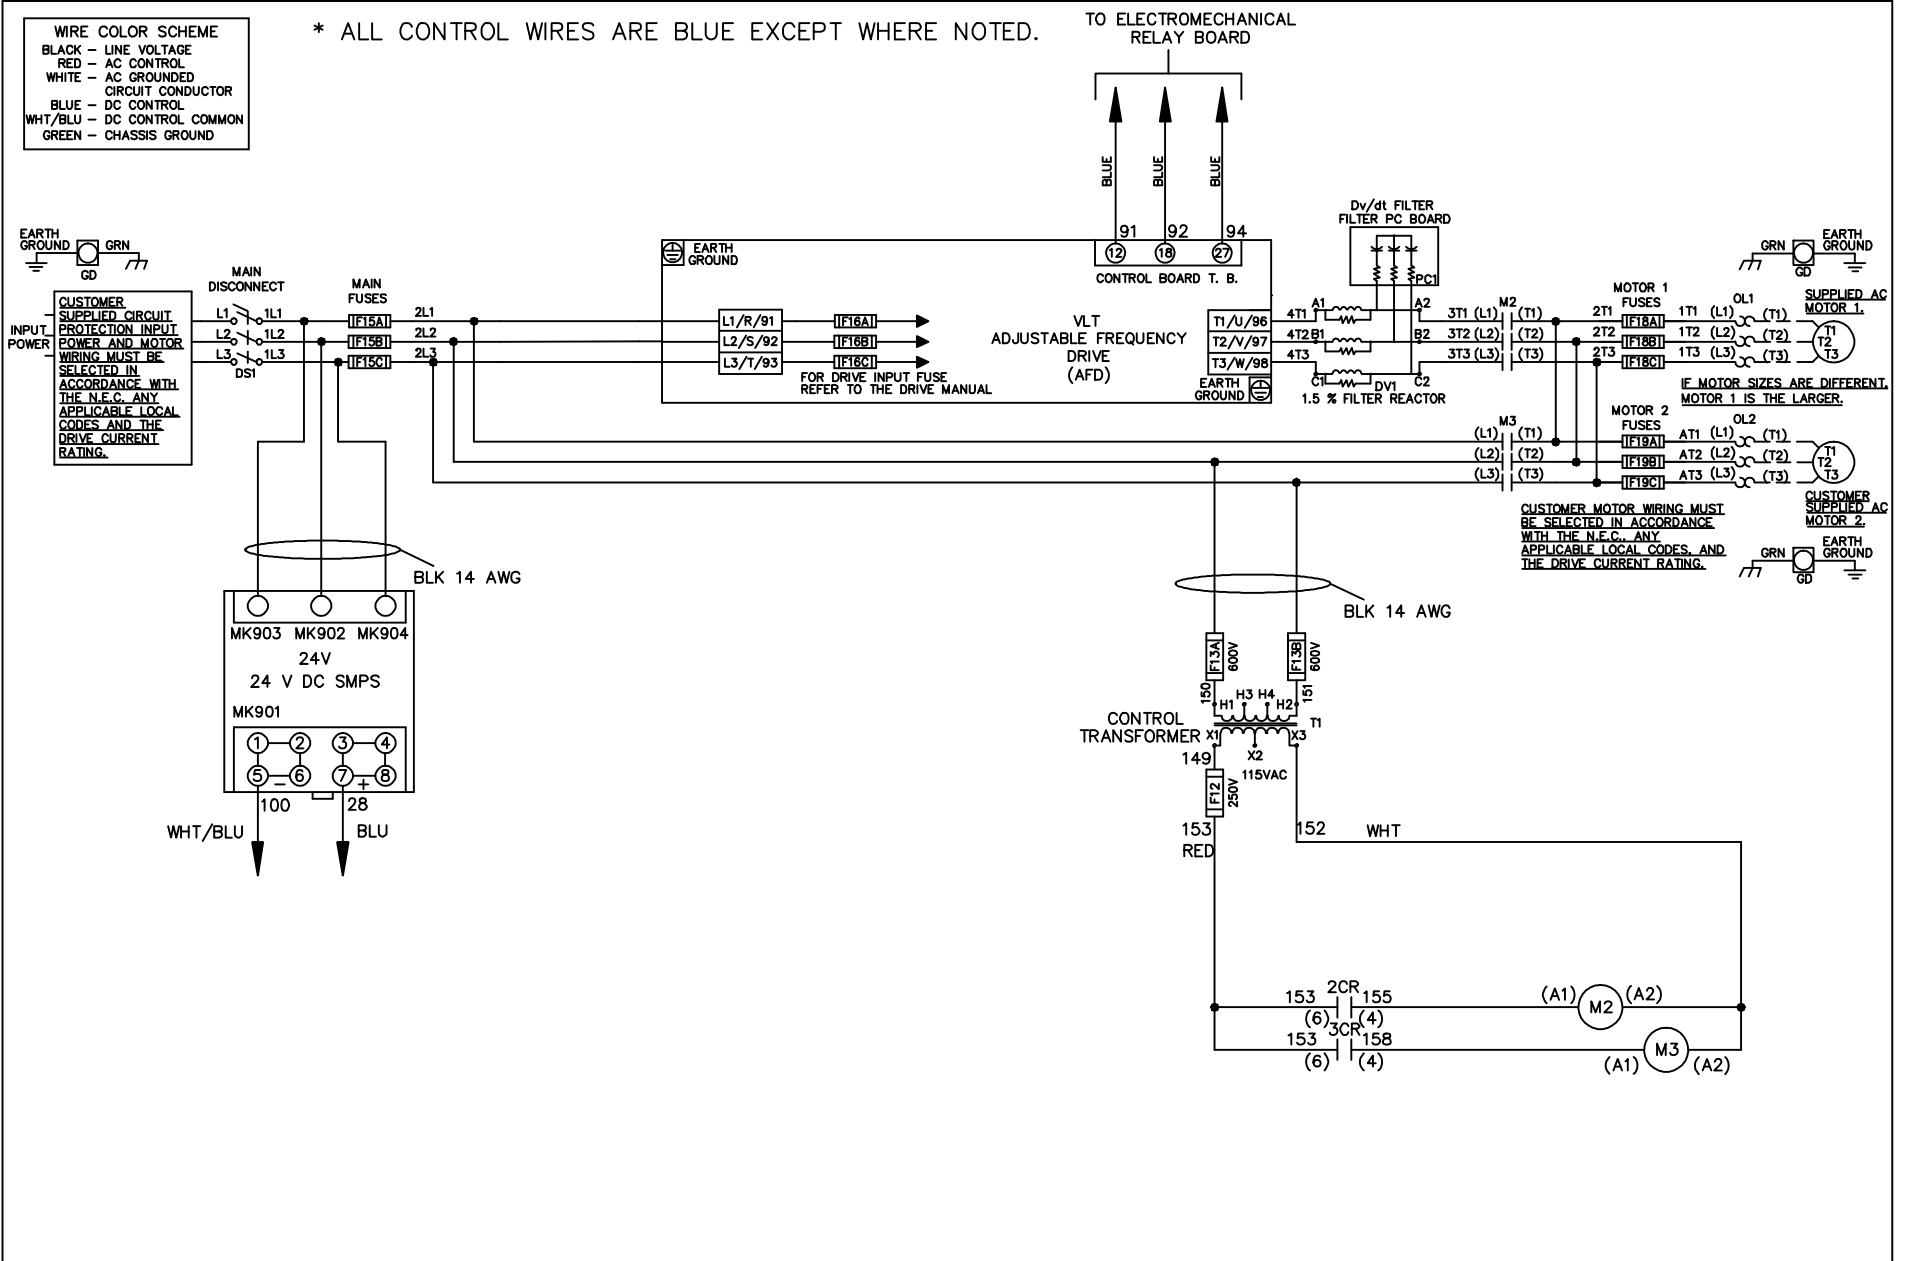 WIRE COLOR SCHEME
BLACK – LINE VOLTAGE
RED – AC CONTROL
WHITE – AC GROUNDED
CIRCUIT CONDUCTOR
BLUE – DC CONTROL
WHT/BLU – DC CONTROL COMMON
GREEN – CHASSIS GROUND
* ALL CONTROL WIRES ARE BLUE EXCEPT WHERE NOTED.
TO ELECTROMECHANICAL
RELAY BOARD
BLUE
BLUE
BLUE
91 92 94
12 18 27
CONTROL BOARD T. B.
EARTH
GROUND
GRN
GD
INPUT
POWER
CUSTOMER
SUPPLIED CIRCUIT
PROTECTION INPUT
POWER AND MOTOR
WIRING MUST BE
SELECTED IN
ACCORDANCE WITH
THE N.E.C. ANY
APPLICABLE LOCAL
CODES AND THE
DRIVE CURRENT
RATING.
MAIN
DISCONNECT
L1 1L1
L2 1L2
L3 1L3
DS1
MAIN
FUSES
F15A 2L1
F15B 2L2
F15C 2L3
EARTH
GROUND
L1/R/91
L2/S/92
L3/T/93
F16A
F16B
F16C
FOR DRIVE INPUT FUSE
REFER TO THE DRIVE MANUAL
VLT
ADJUSTABLE FREQUENCY
DRIVE
(AFD)
T1/U/96
T2/V/97
T3/W/98
EARTH
GROUND
Dv/dt FILTER
FILTER PC BOARD
PC1
4T1 A1 A2
4T2 B1 B2
4T3 C1 C2
DV1
1.5 % FILTER REACTOR
M2
3T1 (L1) (T1)
3T2 (L2) (T2)
3T3 (L3) (T3)
MOTOR 1
FUSES
2T1 F18A 1T1 (L1) (T1)
2T2 F18B 1T2 (L2) (T2)
2T3 F18C 1T3 (L3) (T3)
OL1
GRN
GD
EARTH
GROUND
SUPPLIED AC
MOTOR 1.
T1
T2
T3
IF MOTOR SIZES ARE DIFFERENT,
MOTOR 1 IS THE LARGER.
M3
(L1) (T1)
(L2) (T2)
(L3) (T3)
MOTOR 2
FUSES
F19A AT1 (L1) (T1)
F19B AT2 (L2) (T2)
F19C AT3 (L3) (T3)
OL2
T1
T2
T3
CUSTOMER
SUPPLIED AC
MOTOR 2.
CUSTOMER MOTOR WIRING MUST
BE SELECTED IN ACCORDANCE
WITH THE N.E.C., ANY
APPLICABLE LOCAL CODES, AND
THE DRIVE CURRENT RATING.
GRN
GD
EARTH
GROUND
BLK 14 AWG
MK903 MK902 MK904
24V
24 V DC SMPS
MK901
1 2 3 4
5 – 6 7 + 8
100 28
WHT/BLU BLU
BLK 14 AWG
F13A
600V
F13B
600V
150
151
H1 H3 H4 H2
T1
CONTROL
TRANSFORMER
X1 X2 X3
149
115VAC
F12
250V
153
RED
152 WHT
153 2CR 155
(6) (4)
(A1) M2 (A2)
153 3CR 158
(6) (4)
(A1) M3 (A2)